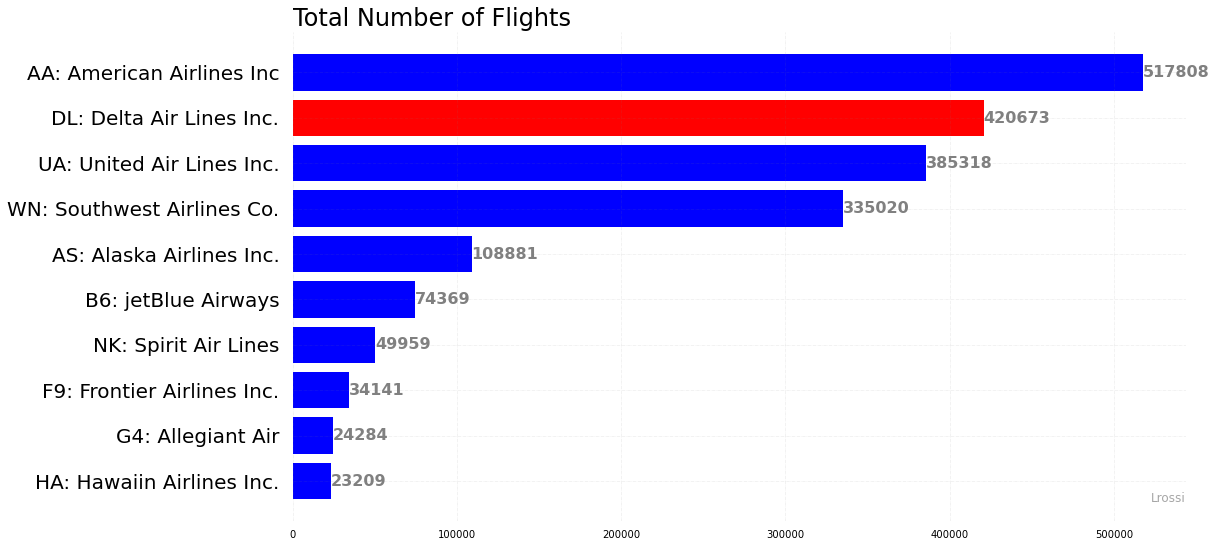 Total Number of Flights
AA: American Airlines Inc 517808
DL: Delta Air Lines Inc. 420673
UA: United Air Lines Inc. 385318
WN: Southwest Airlines Co. 335020
AS: Alaska Airlines Inc. 108881
B6: jetBlue Airways 74369
NK: Spirit Air Lines 49959
F9: Frontier Airlines Inc. 34141
G4: Allegiant Air 24284
HA: Hawaiin Airlines Inc. 23209
Lrossi
0 100000 200000 300000 400000 500000